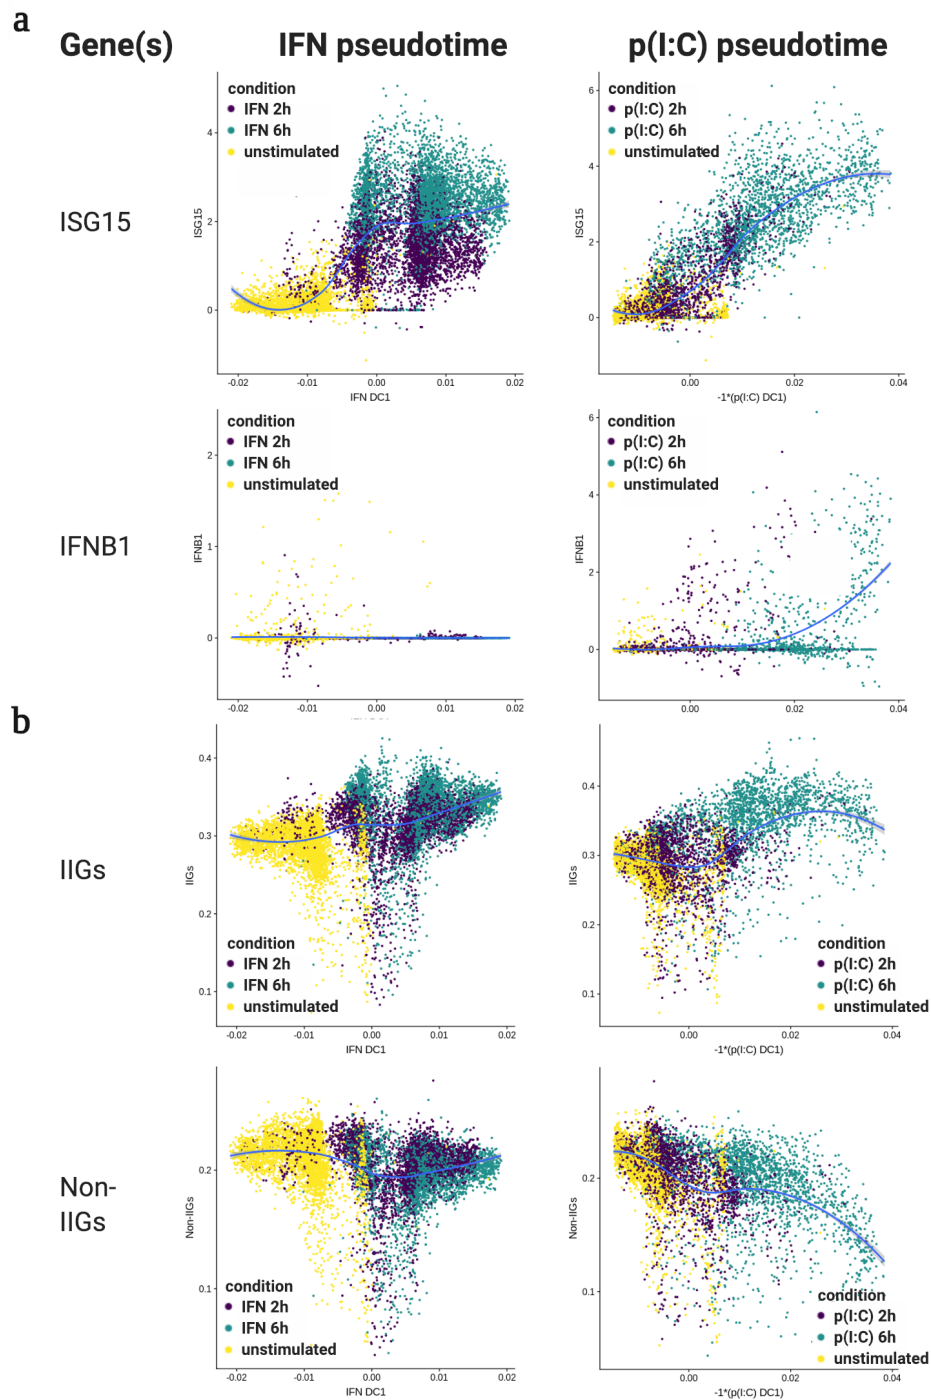 a
Gene(s) IFN pseudotime p(I:C) pseudotime
ISG15
condition
IFN 2h
IFN 6h
unstimulated
ISG15
4
2
0
-0.02 -0.01 0.00 0.01 0.02
IFN DC1
condition
p(I:C) 2h
p(I:C) 6h
unstimulated
ISG15
6
4
2
0
0.00 0.02 0.04
-1*(p(I:C) DC1)
IFNB1
condition
IFN 2h
IFN 6h
unstimulated
IFNB1
2
1
0
-0.02 -0.01 0.00 0.01 0.02
condition
p(I:C) 2h
p(I:C) 6h
unstimulated
IFNB1
6
4
2
0
0.00 0.02 0.04
b
IIGs
IIGs
0.4
0.3
0.2
0.1
condition
IFN 2h
IFN 6h
unstimulated
-0.02 -0.01 0.00 0.01 0.02
IFN DC1
IIGs
0.4
0.3
0.2
0.1
condition
p(I:C) 2h
p(I:C) 6h
unstimulated
0.00 0.02 0.04
-1*(p(I:C) DC1)
Non-
IIGs
Non-IIGs
0.2
0.1
condition
IFN 2h
IFN 6h
unstimulated
-0.02 -0.01 0.00 0.01 0.02
IFN DC1
Non-IIGs
0.2
0.1
condition
p(I:C) 2h
p(I:C) 6h
unstimulated
0.00 0.02 0.04
-1*(p(I:C) DC1)